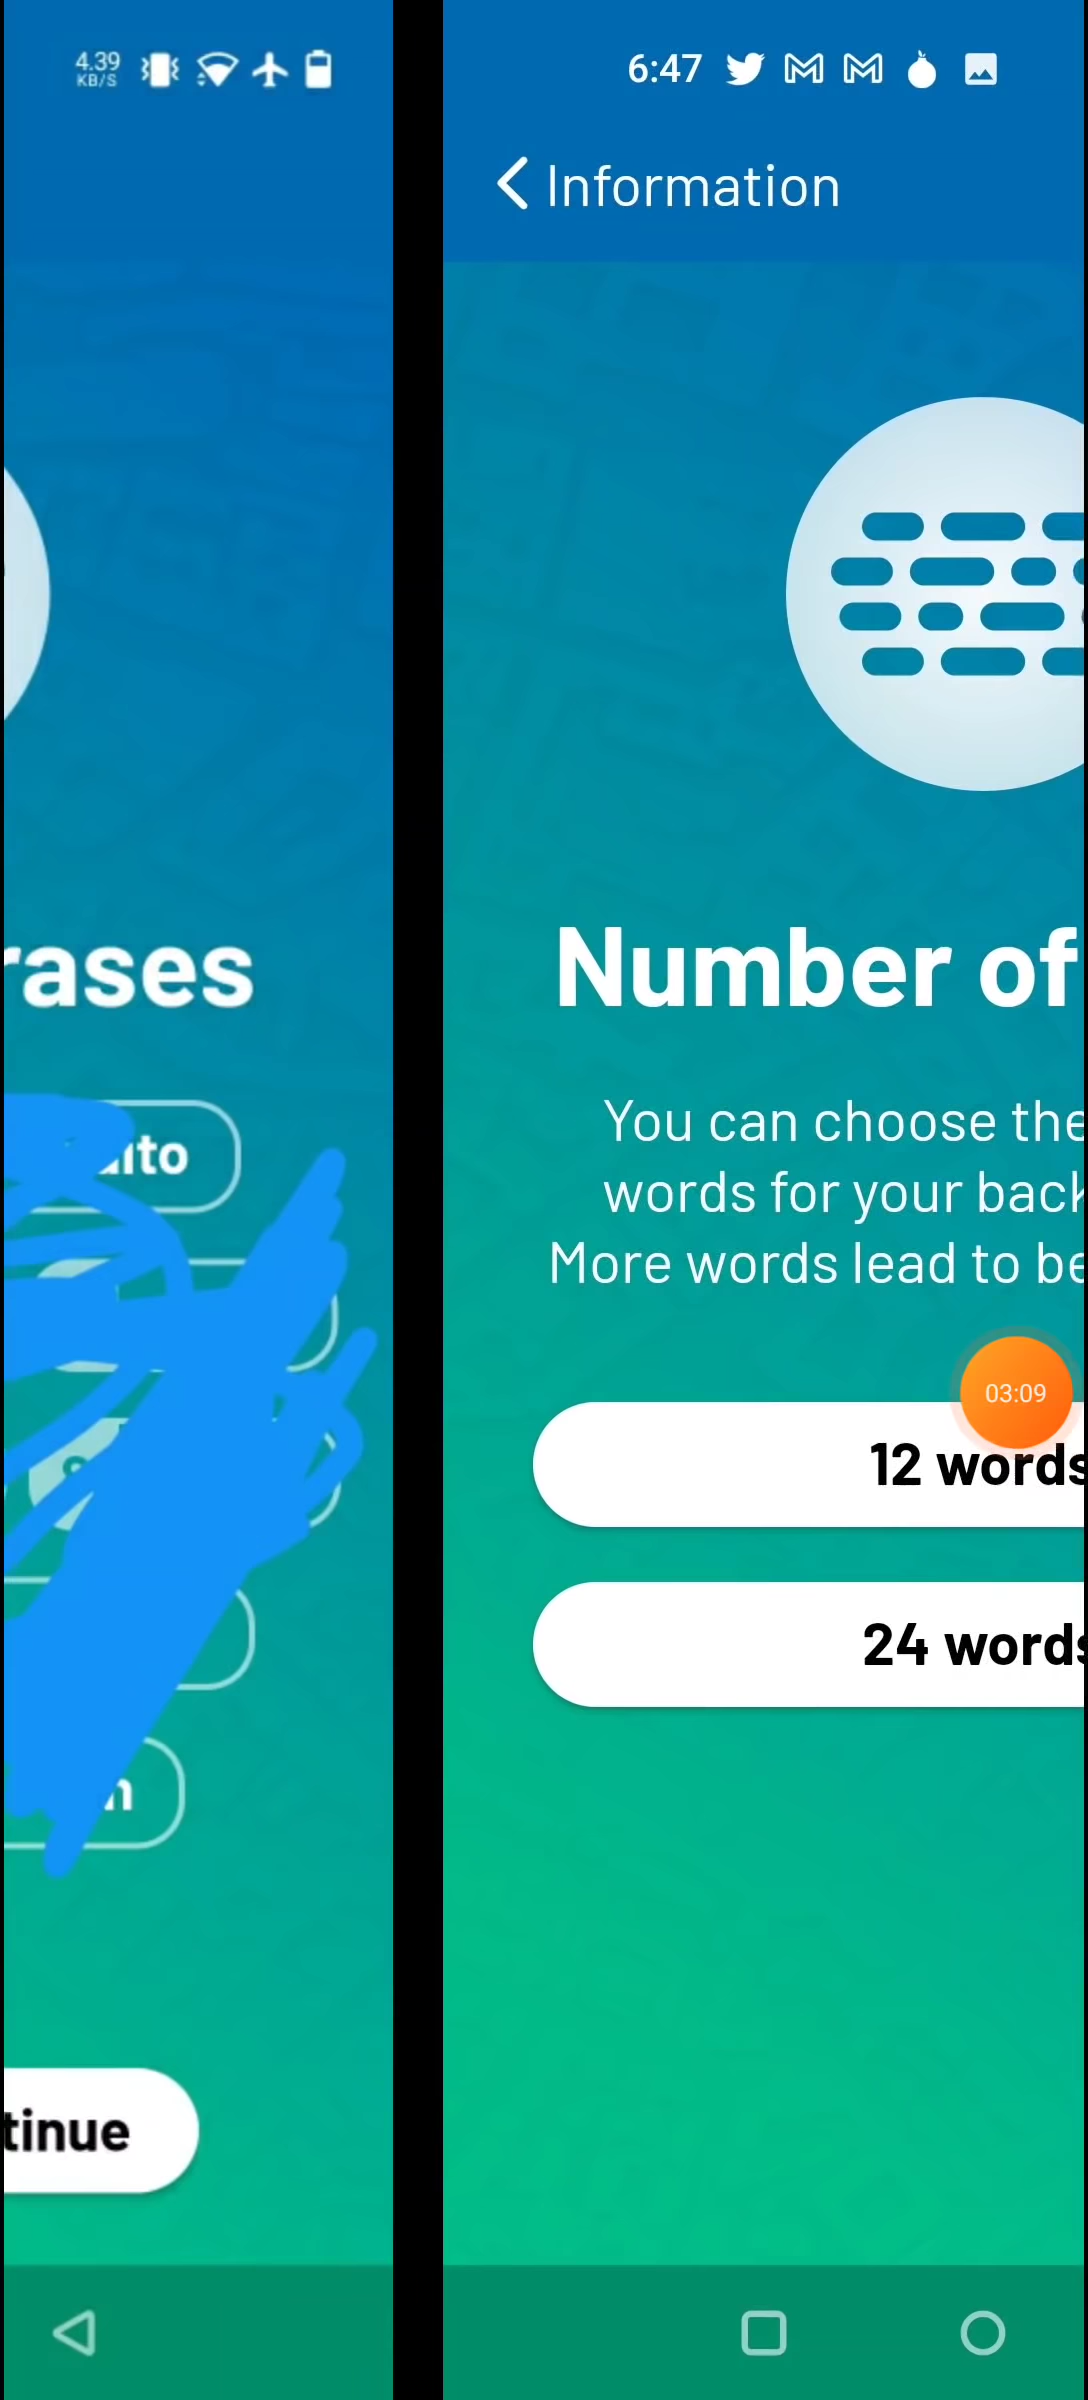 4.39
KB/S
rases
tinue
6:47
Information
Number of
You can choose the
words for your back
More words lead to be
03:09
12 words
24 words